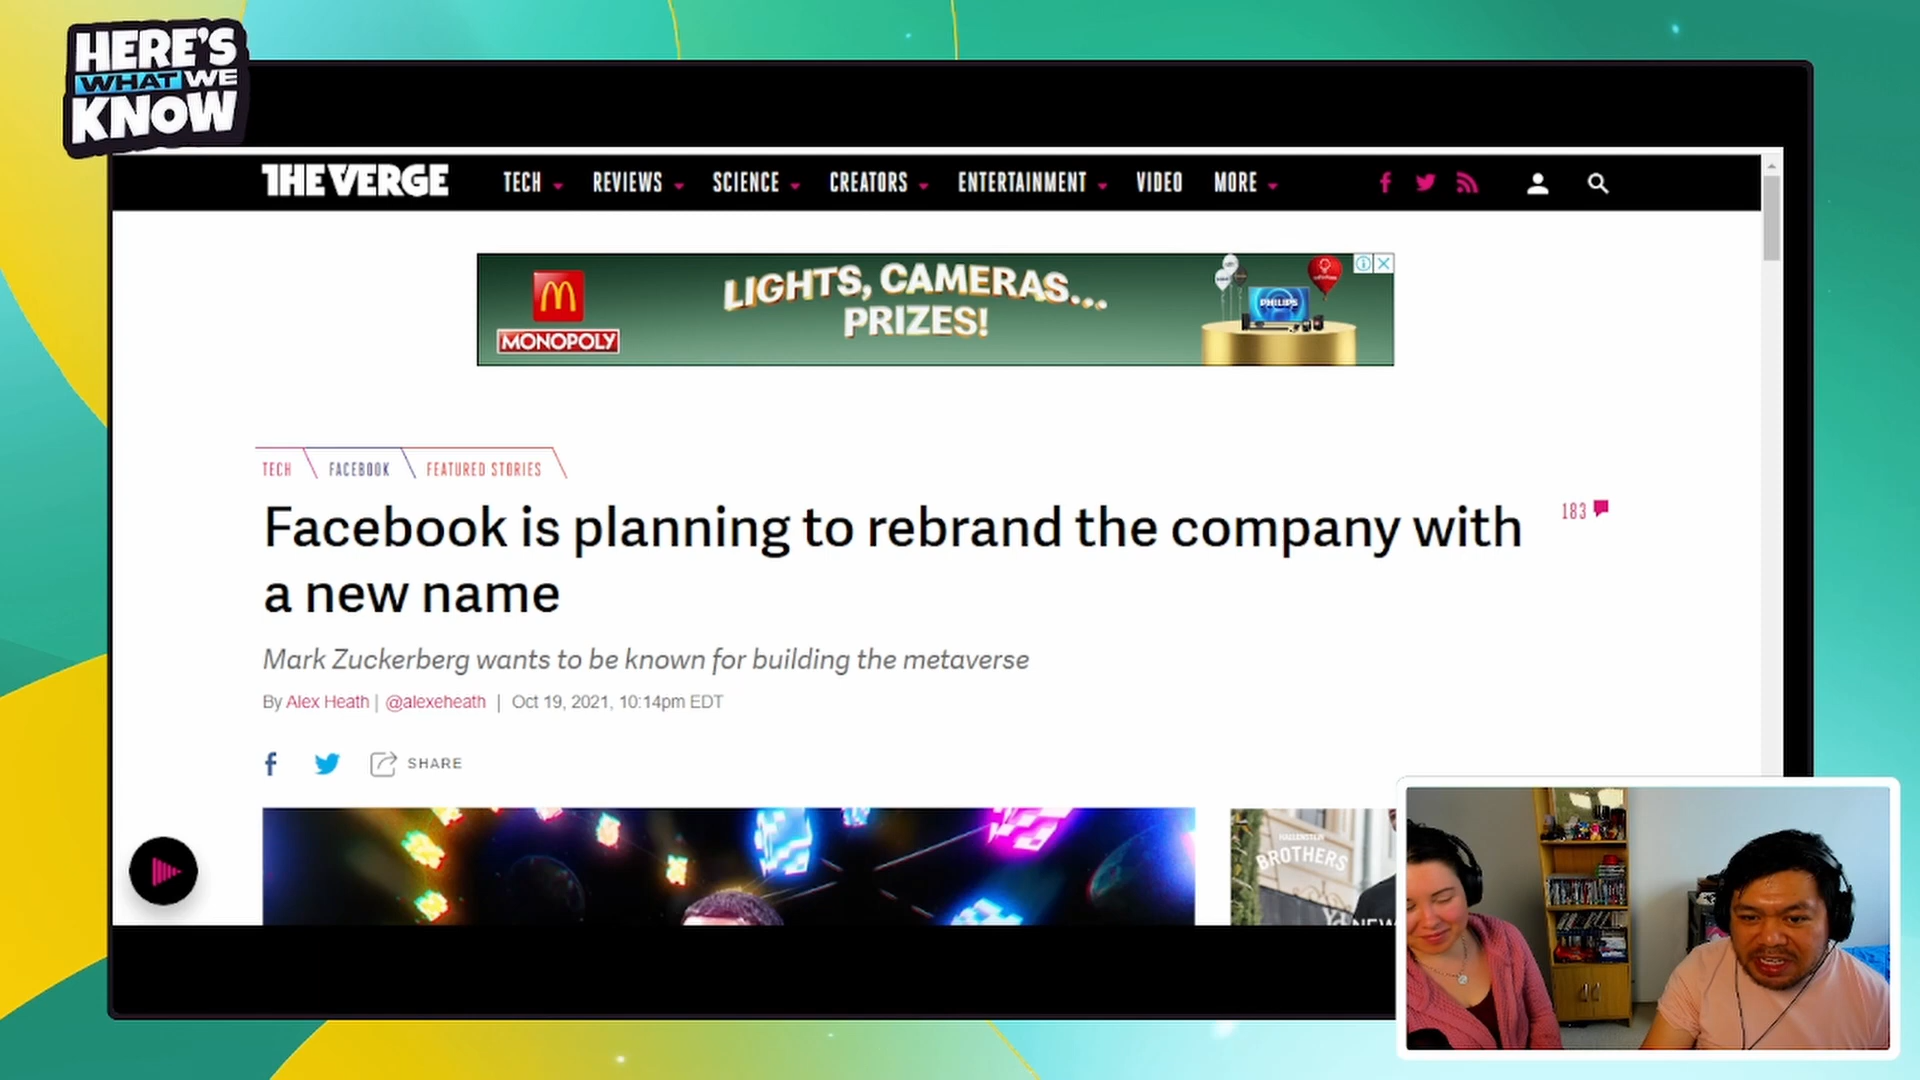 HERE'S
WHAT WE
KNOW
THE VERGE TECH REVIEWS SCIENCE CREATORS ENTERTAINMENT VIDEO MORE
LIGHTS, CAMERAS...
PRIZES!
MONOPOLY
PHILIPS
TECH FACEBOOK FEATURED STORIES
Facebook is planning to rebrand the company with
a new name
183
Mark Zuckerberg wants to be known for building the metaverse
By Alex Heath | @alexeheath | Oct 19, 2021, 10:14pm EDT
SHARE
BROTHERS